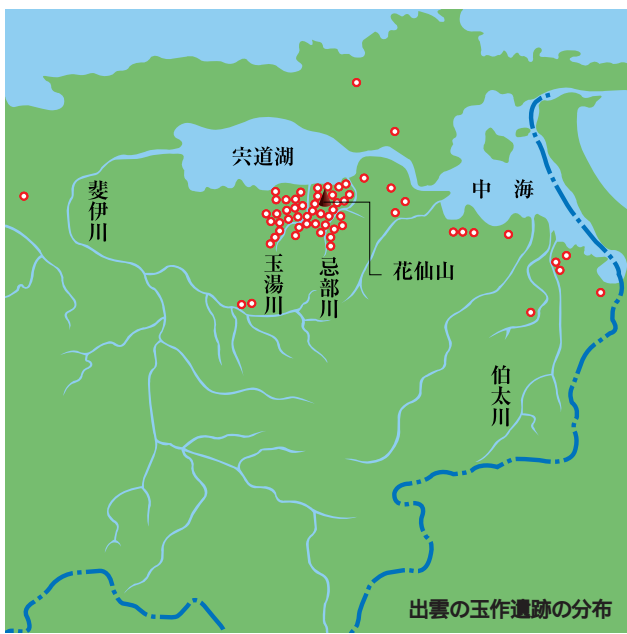 宍道湖
中海
斐伊川
花仙山
玉湯川
忌部川
伯太川
出雲の玉作遺跡の分布